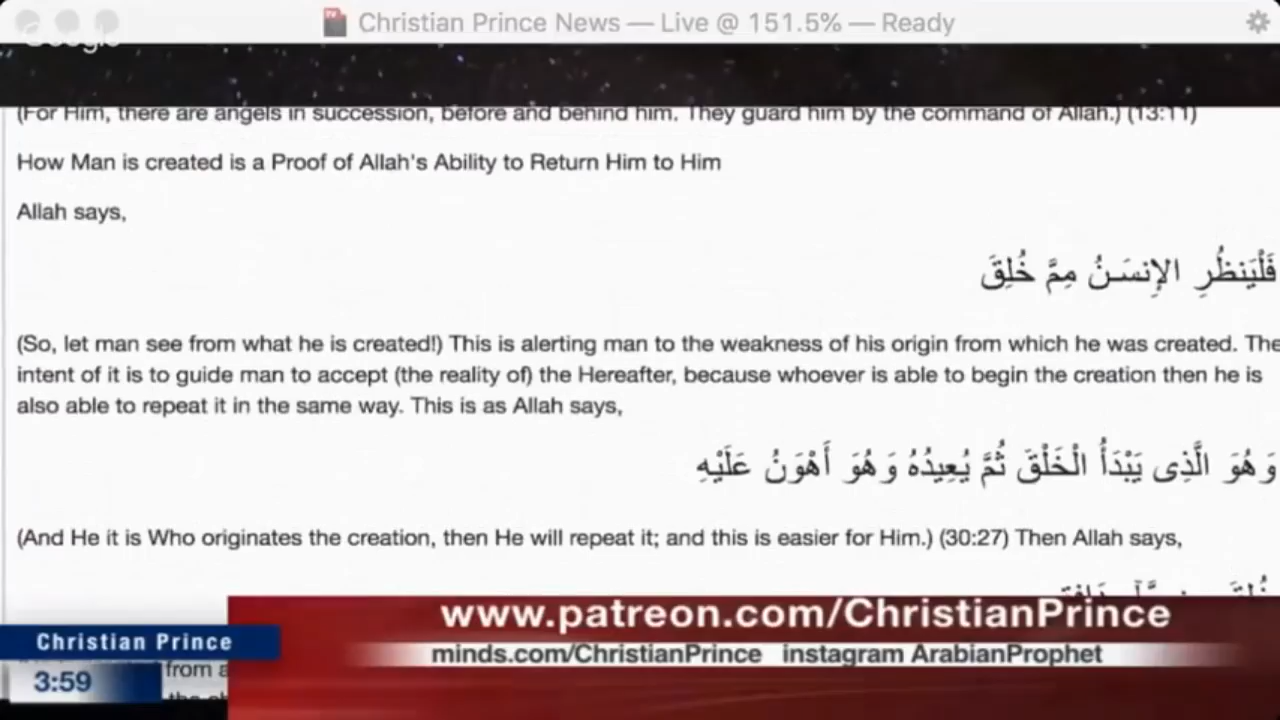 Christian Prince News — Live @ 151.5% — Ready
Google
(For Him, there are angels in succession, before and behind him. They guard him by the command of Allah.) (13:11)
How Man is created is a Proof of Allah's Ability to Return Him to Him
Allah says,
فَلْيَنظُرِ الإِنسَـنُ مِمَّ خُلِقَ
(So, let man see from what he is created!) This is alerting man to the weakness of his origin from which he was created. The
intent of it is to guide man to accept (the reality of) the Hereafter, because whoever is able to begin the creation then he is
also able to repeat it in the same way. This is as Allah says,
وَهُوَ الَّذِى يَبْدَأُ الْخَلْقَ ثُمَّ يُعِيدُهُ وَهُوَ أَهْوَنُ عَلَيْهِ
(And He it is Who originates the creation, then He will repeat it; and this is easier for Him.) (30:27) Then Allah says,
www.patreon.com/ChristianPrince
Christian Prince
minds.com/ChristianPrince instagram ArabianProphet
from a
3:59